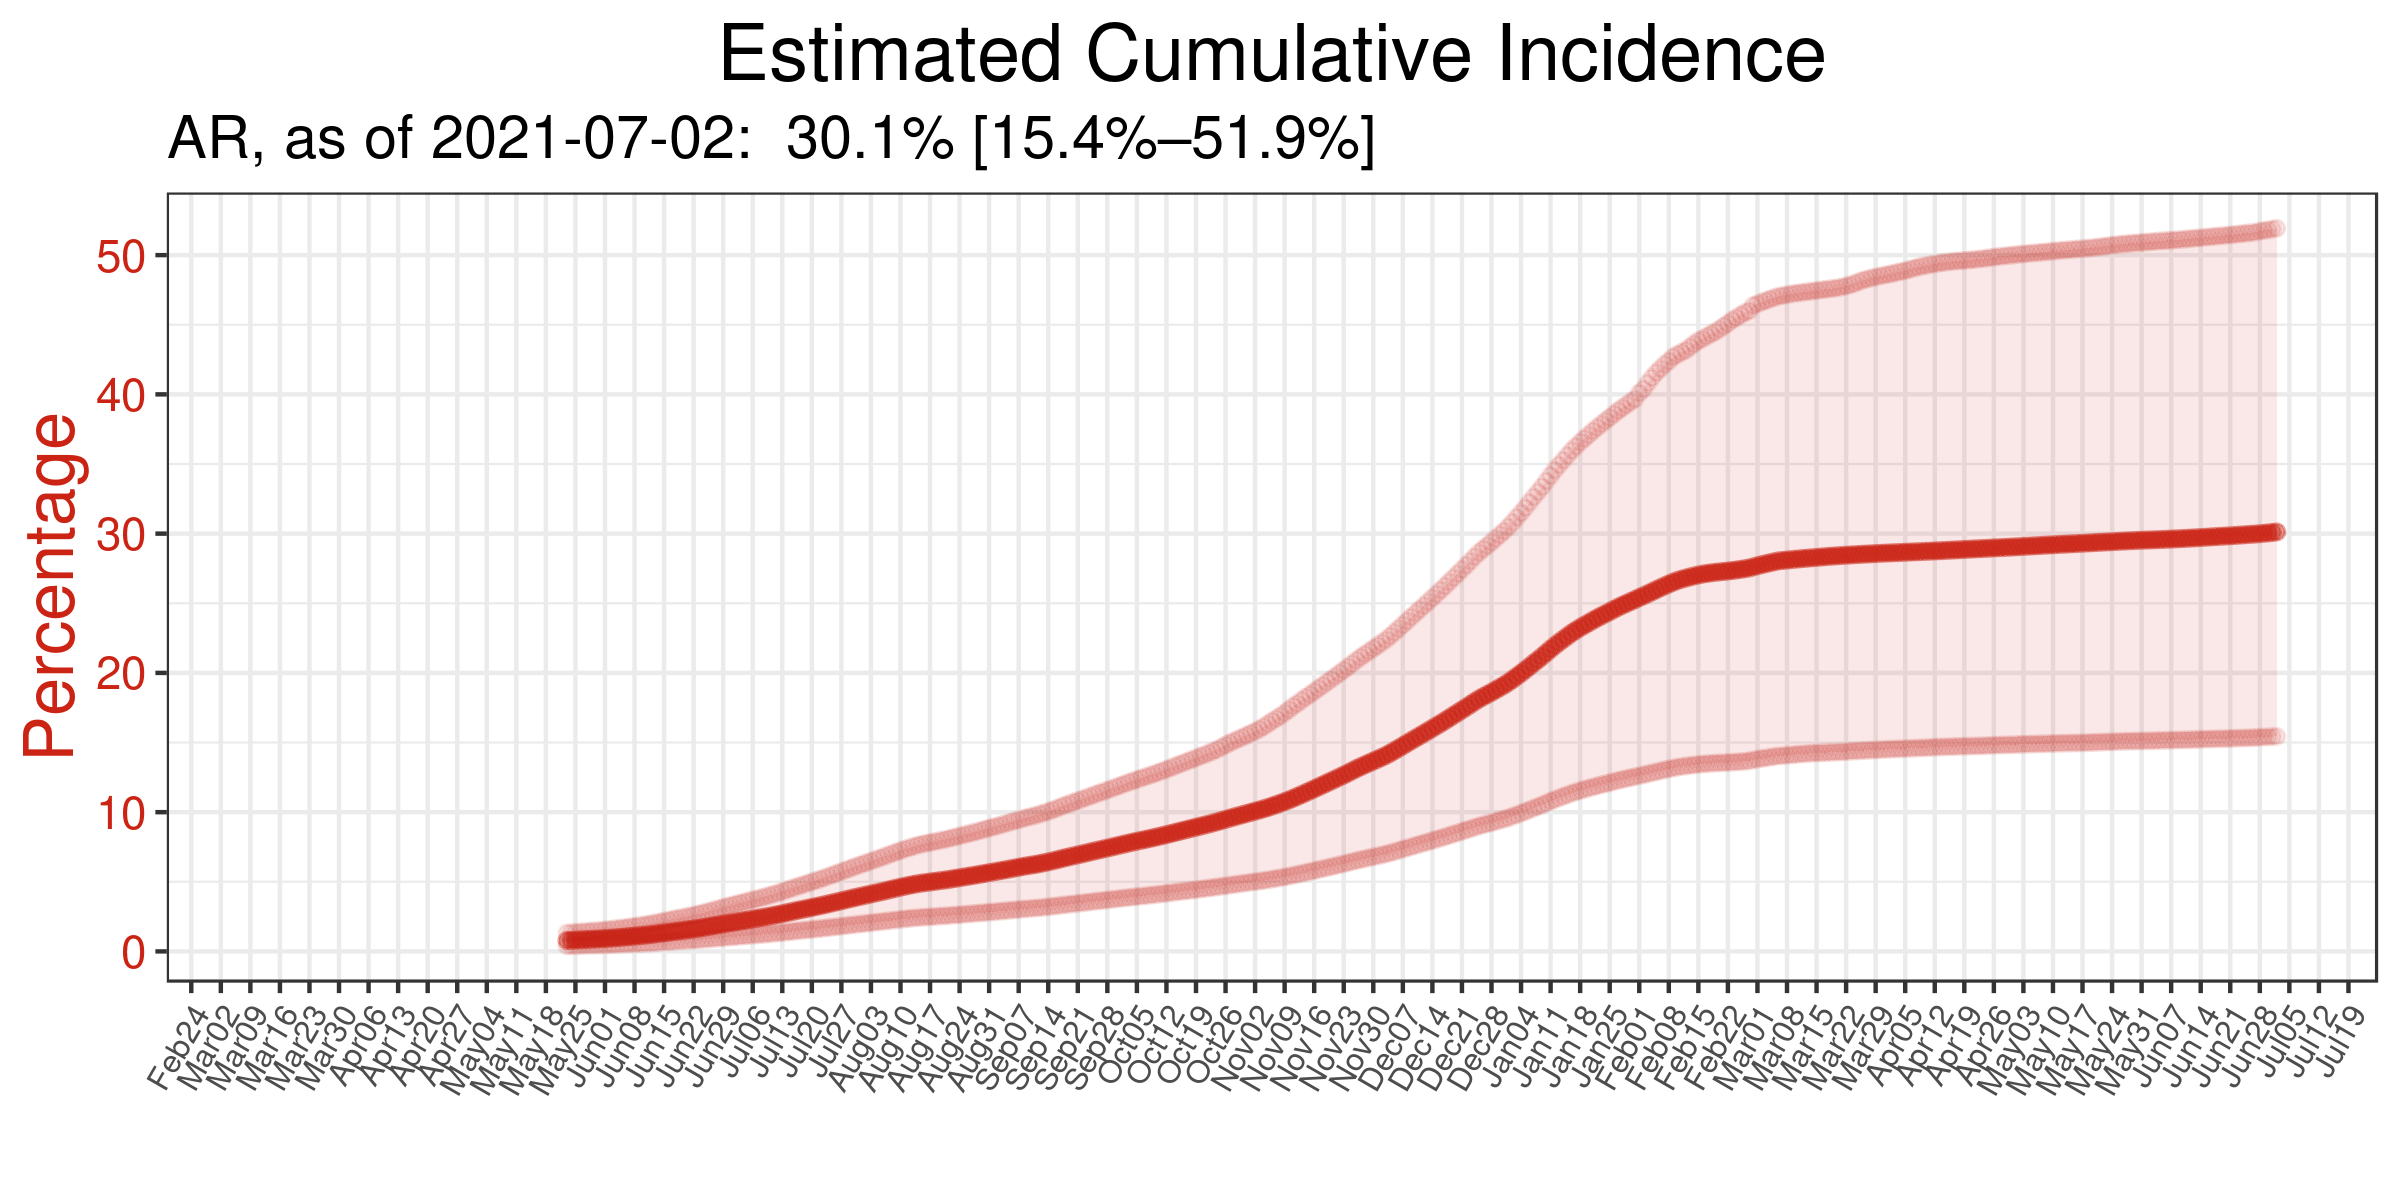 Estimated Cumulative Incidence
AR, as of 2021-07-02:  30.1% [15.4%–51.9%]
Percentage
50
40
30
20
10
0
Feb24
Mar02
Mar09
Mar16
Mar23
Mar30
Apr06
Apr13
Apr20
Apr27
May04
May11
May18
May25
Jun01
Jun08
Jun15
Jun22
Jun29
Jul06
Jul13
Jul20
Jul27
Aug03
Aug10
Aug17
Aug24
Aug31
Sep07
Sep14
Sep21
Sep28
Oct05
Oct12
Oct19
Oct26
Nov02
Nov09
Nov16
Nov23
Nov30
Dec07
Dec14
Dec21
Dec28
Jan04
Jan11
Jan18
Jan25
Feb01
Feb08
Feb15
Feb22
Mar01
Mar08
Mar15
Mar22
Mar29
Apr05
Apr12
Apr19
Apr26
May03
May10
May17
May24
May31
Jun07
Jun14
Jun21
Jun28
Jul05
Jul12
Jul19